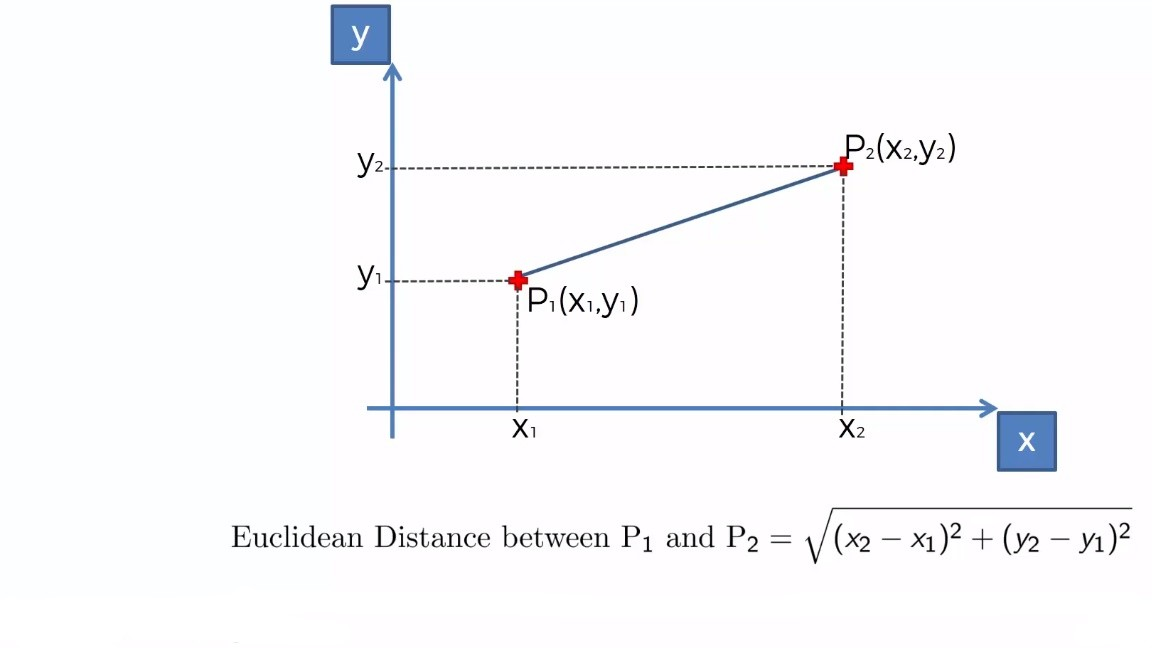 y
y₂
P₂(x₂,y₂)
y₁
P₁(x₁,y₁)
x₁
x₂
x
Euclidean Distance between P₁ and P₂ = √(x₂ − x₁)² + (y₂ − y₁)²